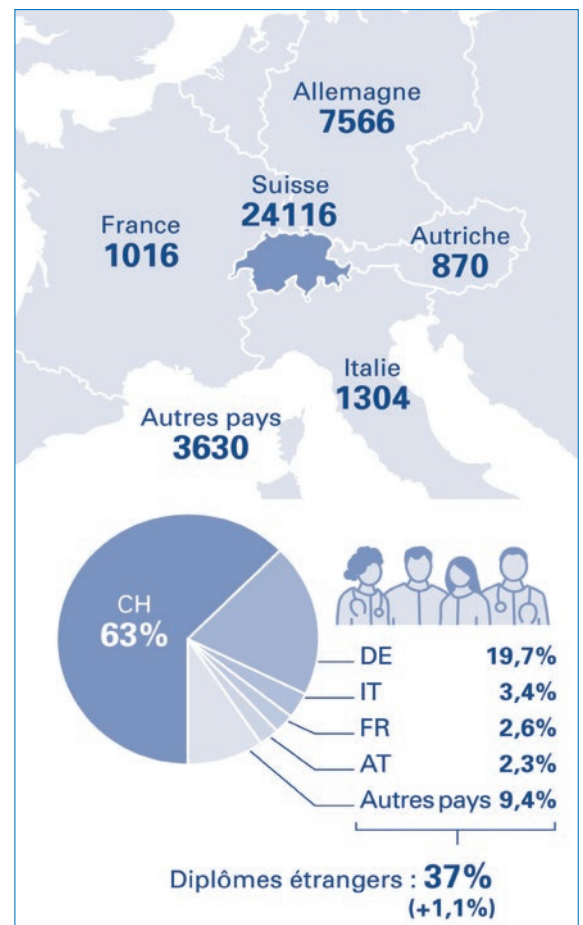 Allemagne
7566
Suisse
24116
France
1016
Autriche
870
Italie
1304
Autres pays
3630
CH
63%
DE 19,7%
IT 3,4%
FR 2,6%
AT 2,3%
Autres pays 9,4%
Diplômes étrangers : 37%
(+1,1%)